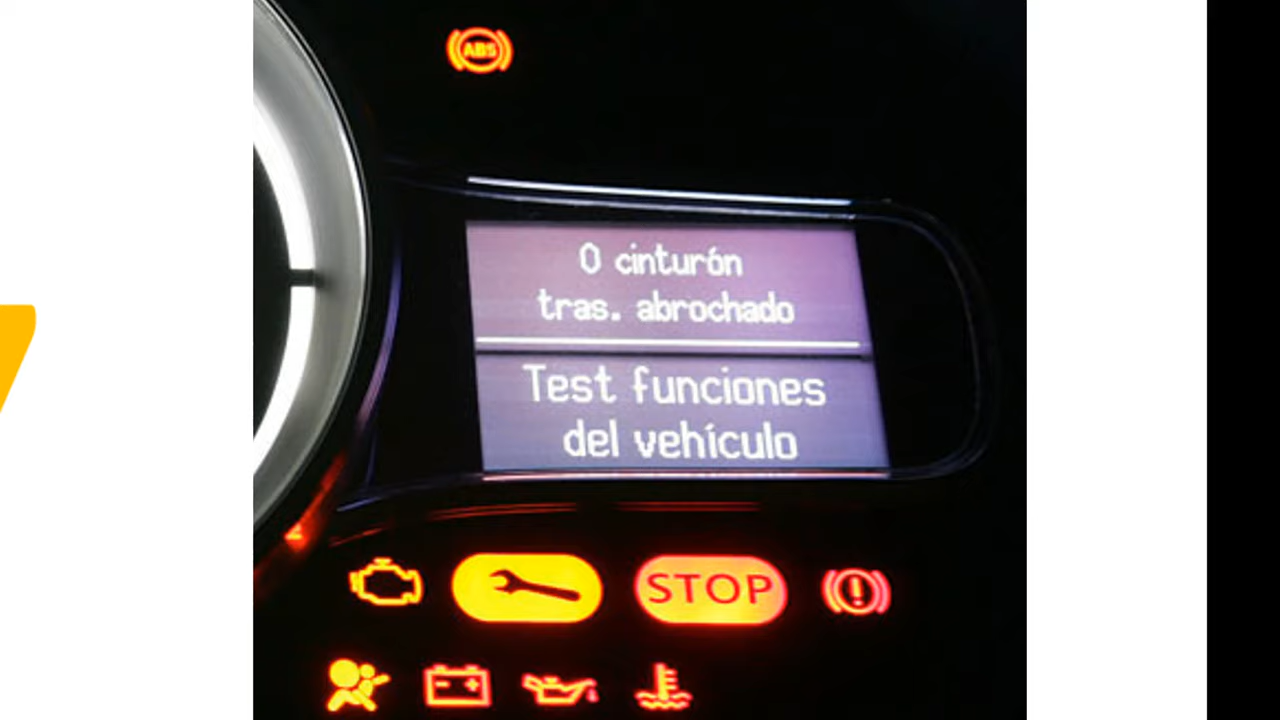 ABS
0 cinturón
tras. abrochado
Test funciones
del vehículo
STOP